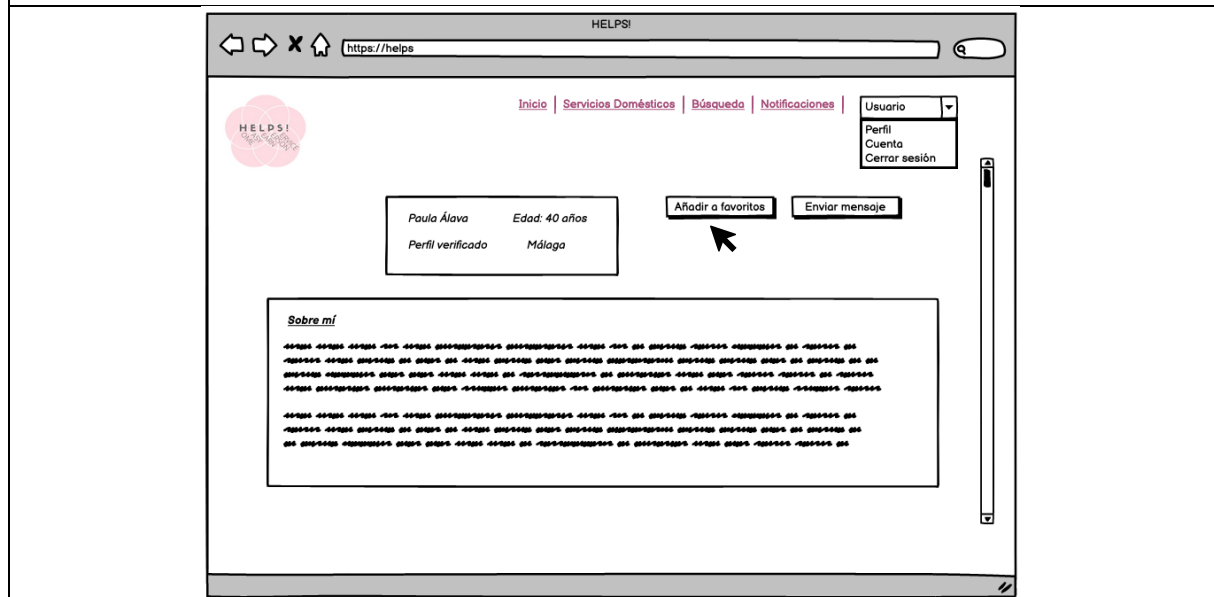 HELPS!
https://helps
Inicio | Servicios Domésticos | Búsqueda | Notificaciones |
Usuario
Perfil
Cuenta
Cerrar sesión
HELPS!
Añadir a favoritos
Enviar mensaje
Paula Álava Edad: 40 años
Perfil verificado Málaga
Sobre mí